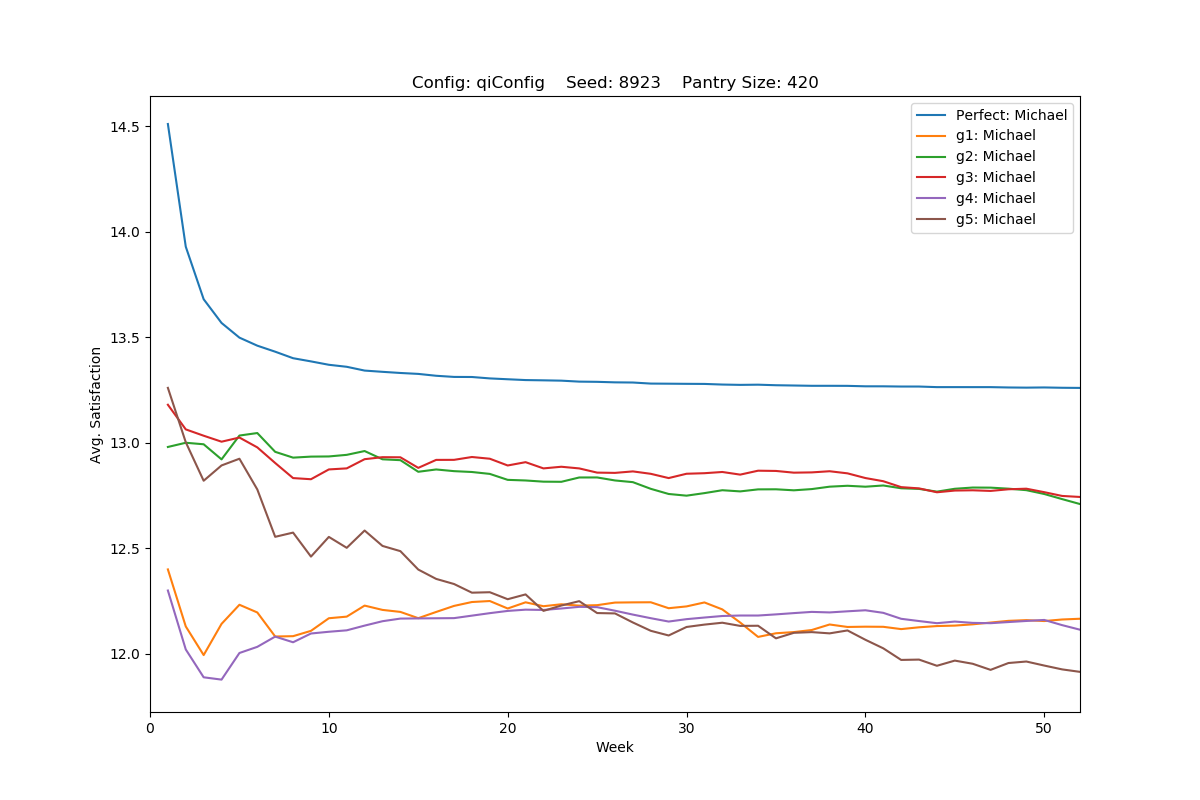 Config: qiConfig    Seed: 8923    Pantry Size: 420
Perfect: Michael
g1: Michael
g2: Michael
g3: Michael
g4: Michael
g5: Michael
Avg. Satisfaction
14.5
14.0
13.5
13.0
12.5
12.0
0 10 20 30 40 50
Week